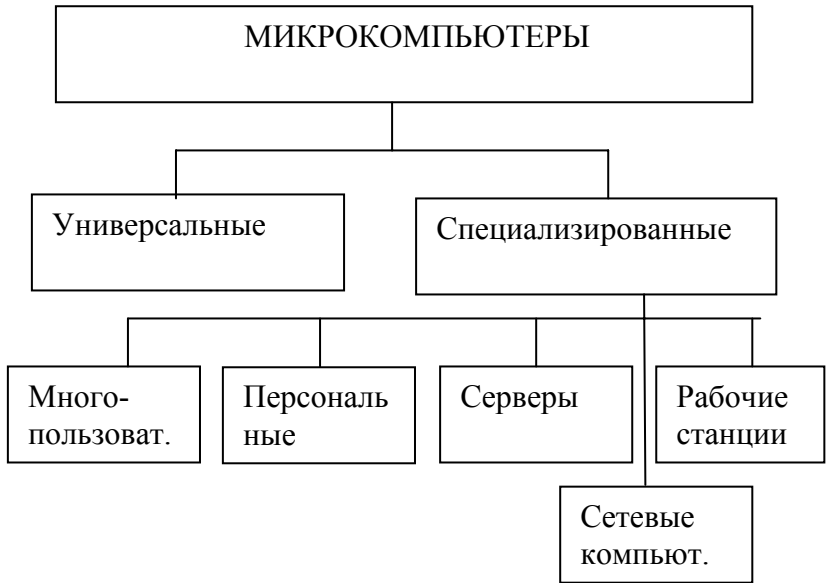 МИКРОКОМПЬЮТЕРЫ
Универсальные
Специализированные
Много-
пользоват.
Персональ
ные
Серверы
Рабочие
станции
Сетевые
компьют.